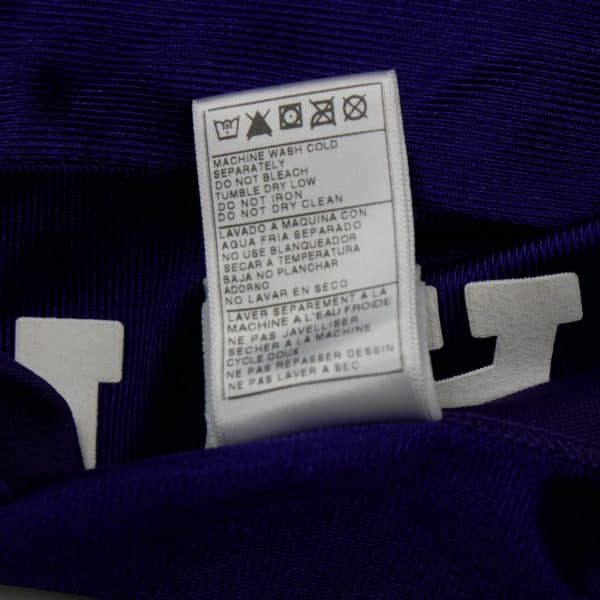 MACHINE WASH COLD
SEPARATELY
DO NOT BLEACH
TUMBLE DRY LOW
DO NOT IRON
DO NOT DRY CLEAN
LAVADO A MAQUINA CON
AGUA FRIA SEPARADO
NO USE BLANQUEADOR
SECAR A TEMPERATURA
BAJA NO PLANCHAR
ADORNO
NO LAVAR EN SECO
LAVER SEPAREMENT A LA
MACHINE A L'EAU FROIDE
NE PAS JAVELLISER
SECHER A LA MACHINE
CYCLE DOUX
NE PAS REPASSER DESSIN
NE PAS LAVER A SEC